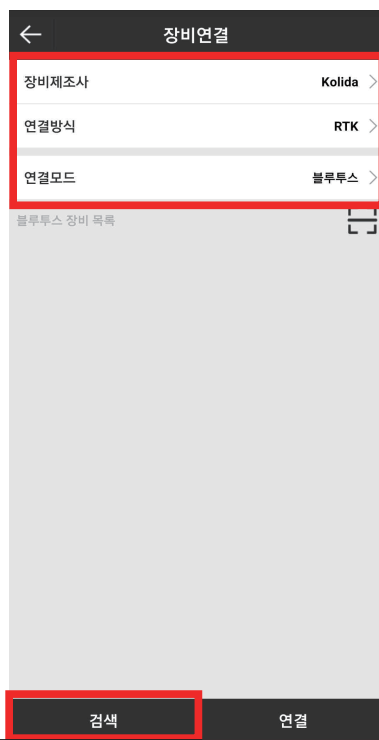 장비연결
장비제조사 Kolida
연결방식 RTK
연결모드 블루투스
블루투스 장비 목록
검색 연결